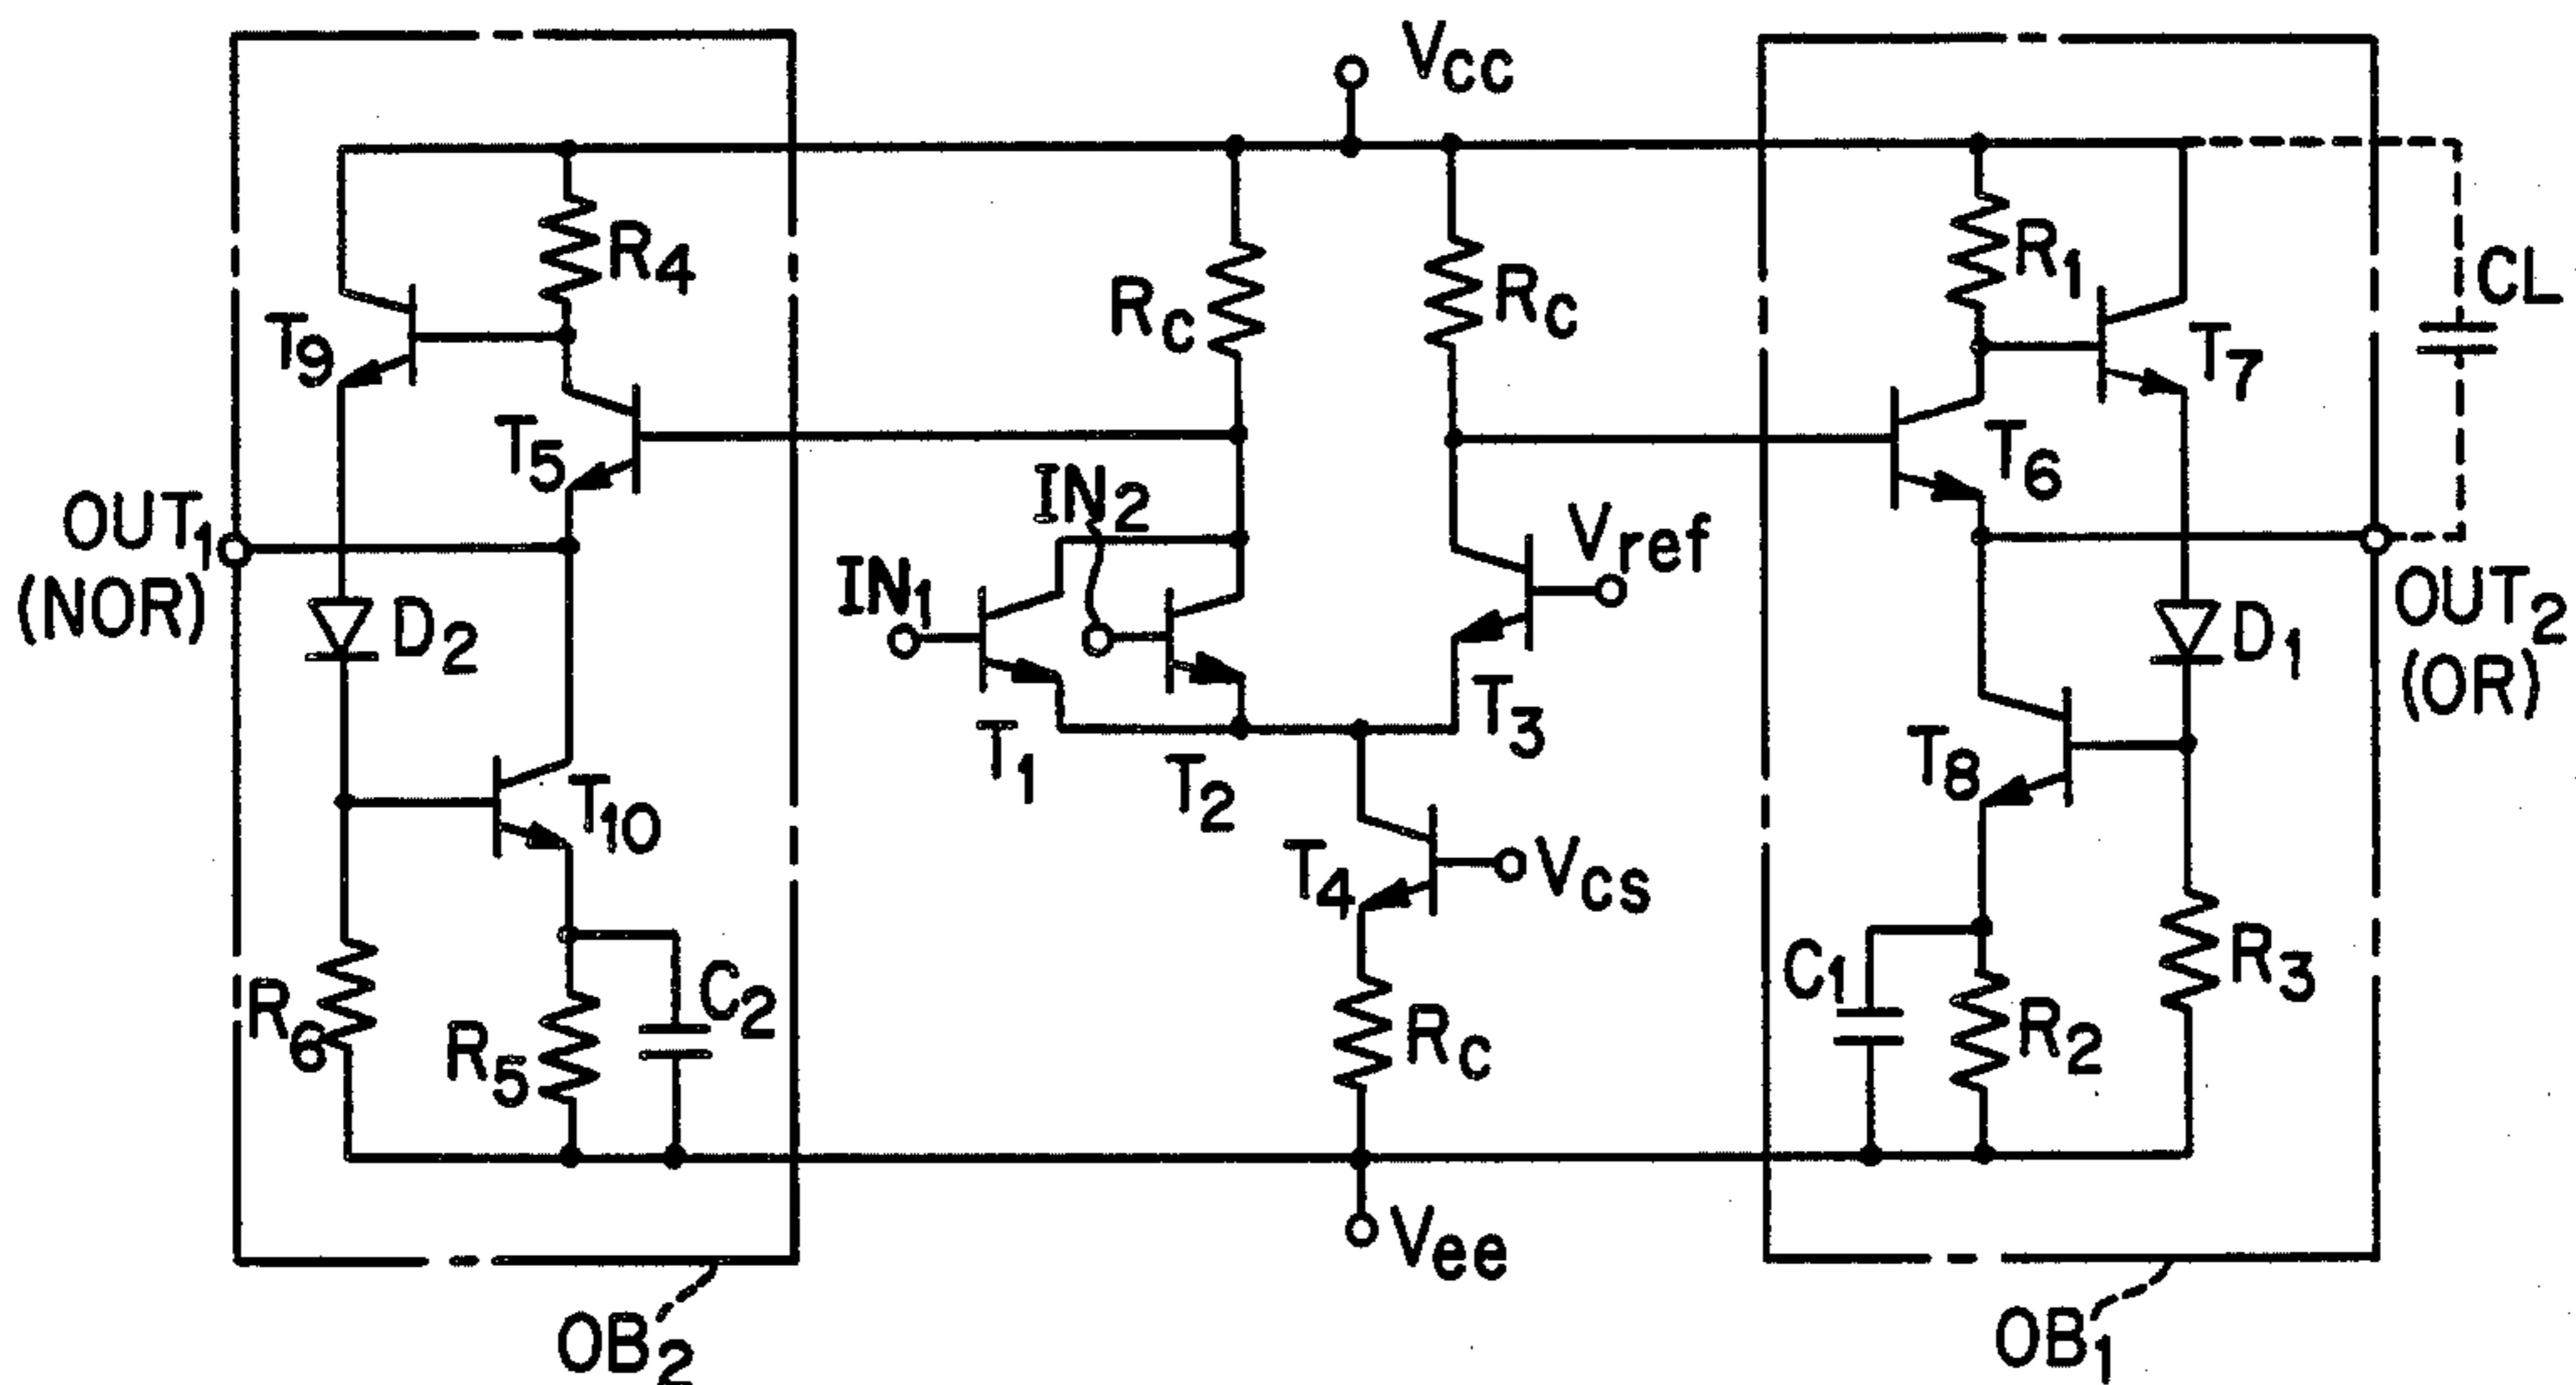 Vcc
R4
Rc
Rc
R1
CL
T9
T7
T5
T6
OUT1
(NOR)
IN2
Vref
IN1
D2
D1
OUT2
(OR)
T1
T2
T3
T8
T10
T4
Vcs
R6
R5
C2
Rc
C1
R2
R3
Vee
OB2
OB1